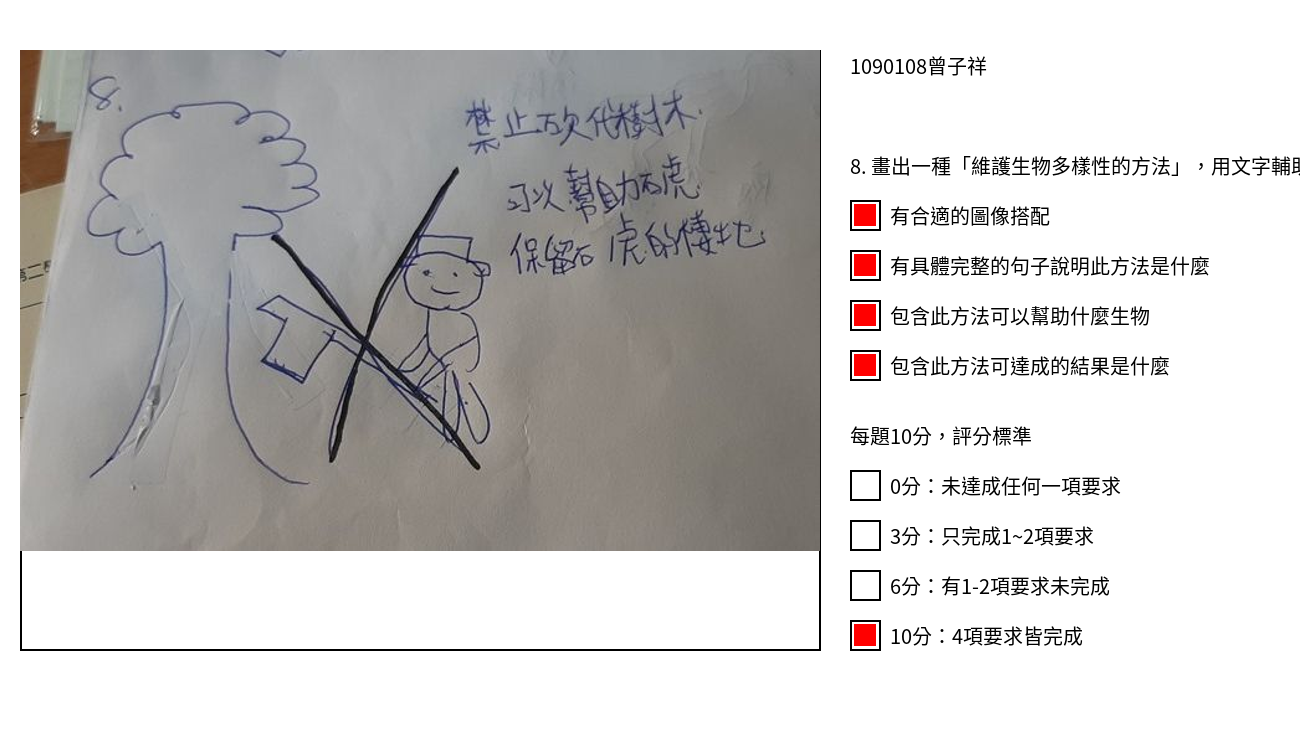 8.
禁止砍伐樹木.
可以幫助石虎
保留石虎的棲地.
第二
1090108曾子祥
8. 畫出一種「維護生物多樣性的方法」，用文字輔
有合適的圖像搭配
有具體完整的句子說明此方法是什麼
包含此方法可以幫助什麼生物
包含此方法可達成的結果是什麼
每題10分，評分標準
0分：未達成任何一項要求
3分：只完成1~2項要求
6分：有1-2項要求未完成
10分：4項要求皆完成